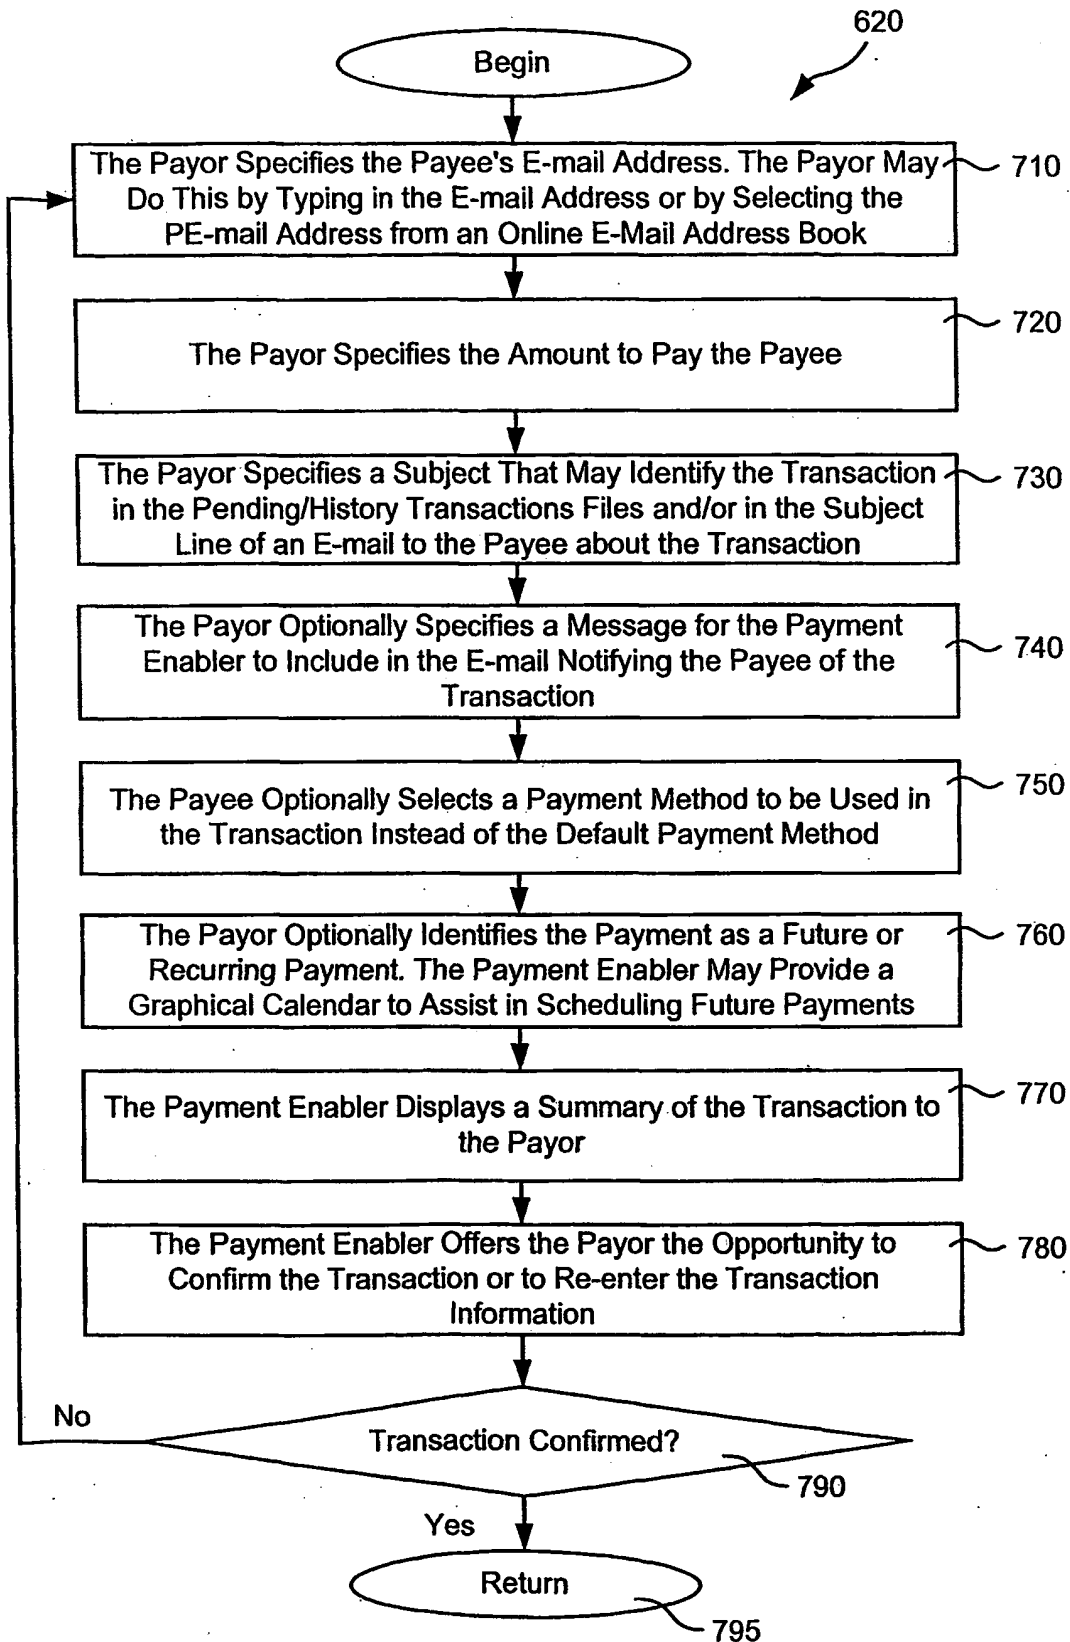 620
Begin
The Payor Specifies the Payee's E-mail Address. The Payor May
Do This by Typing in the E-mail Address or by Selecting the
PE-mail Address from an Online E-Mail Address Book
710
The Payor Specifies the Amount to Pay the Payee
720
The Payor Specifies a Subject That May Identify the Transaction
in the Pending/History Transactions Files and/or in the Subject
Line of an E-mail to the Payee about the Transaction
730
The Payor Optionally Specifies a Message for the Payment
Enabler to Include in the E-mail Notifying the Payee of the
Transaction
740
The Payee Optionally Selects a Payment Method to be Used in
the Transaction Instead of the Default Payment Method
750
The Payor Optionally Identifies the Payment as a Future or
Recurring Payment. The Payment Enabler May Provide a
Graphical Calendar to Assist in Scheduling Future Payments
760
The Payment Enabler Displays a Summary of the Transaction to
the Payor
770
The Payment Enabler Offers the Payor the Opportunity to
Confirm the Transaction or to Re-enter the Transaction
Information
780
No
Transaction Confirmed?
790
Yes
Return
795